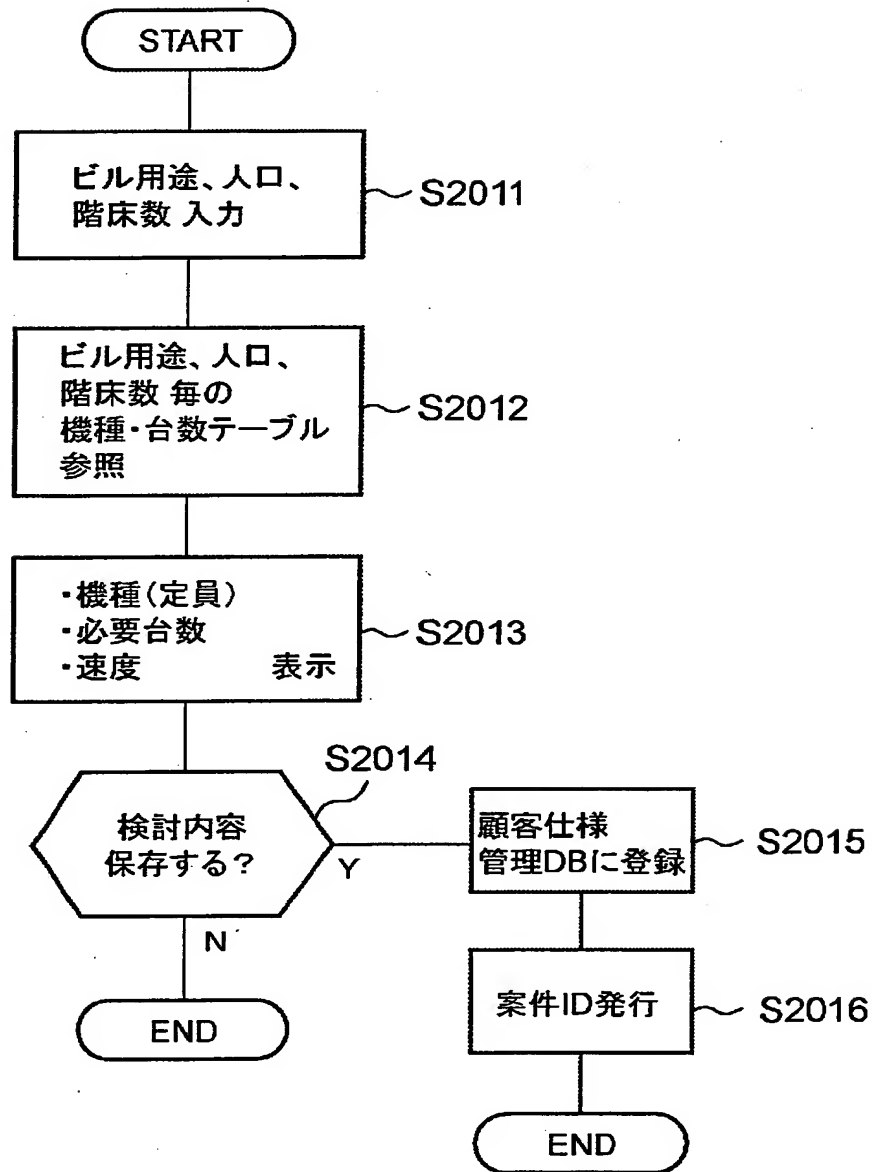 START
ビル用途、人口、
階床数 入力
S2011
ビル用途、人口、
階床数 毎の
機種・台数テーブル
参照
S2012
・機種(定員)
・必要台数
・速度 表示
S2013
検討内容
保存する?
S2014
Y
N
END
顧客仕様
管理DBに登録
S2015
案件ID発行
S2016
END